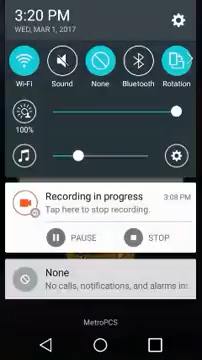 3:20 PM
WED, MAR 1, 2017
Wi-Fi
Sound
None
Bluetooth
Rotation
100%
Recording in progress
3:08 PM
Tap here to stop recording.
PAUSE
STOP
None
No calls, notifications, and alarms in
MetroPCS